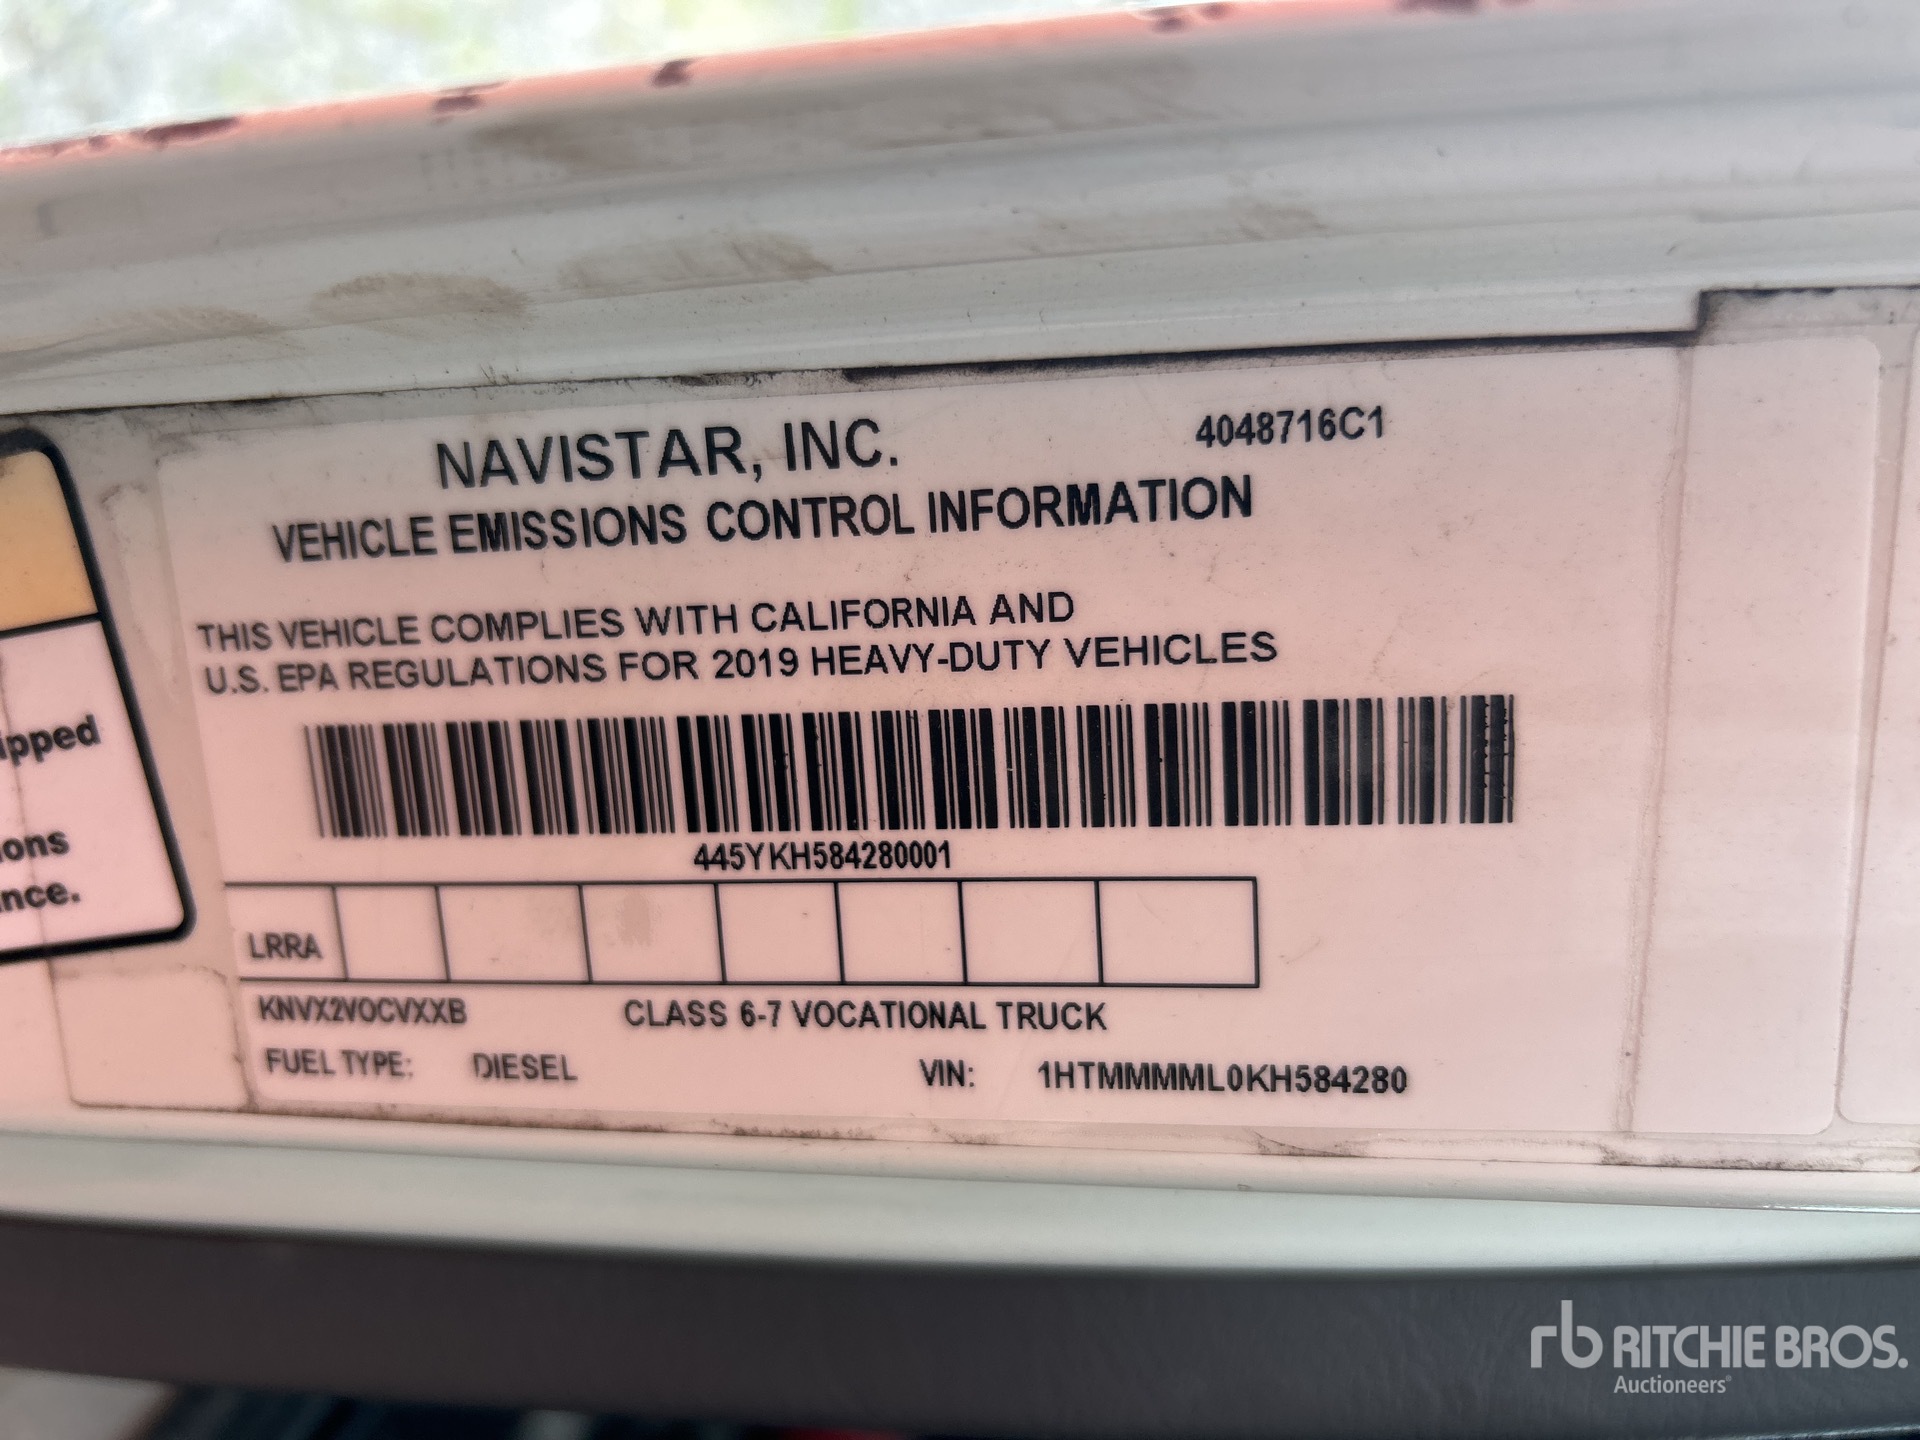 NAVISTAR, INC.
4048716C1
VEHICLE EMISSIONS CONTROL INFORMATION
THIS VEHICLE COMPLIES WITH CALIFORNIA AND
U.S. EPA REGULATIONS FOR 2019 HEAVY-DUTY VEHICLES
445YKH584280001
LRRA
KNVX2VOCVXXB CLASS 6-7 VOCATIONAL TRUCK
FUEL TYPE: DIESEL VIN: 1HTMMMML0KH584280
ipped
ons
nce.
rb RITCHIE BROS.
Auctioneers